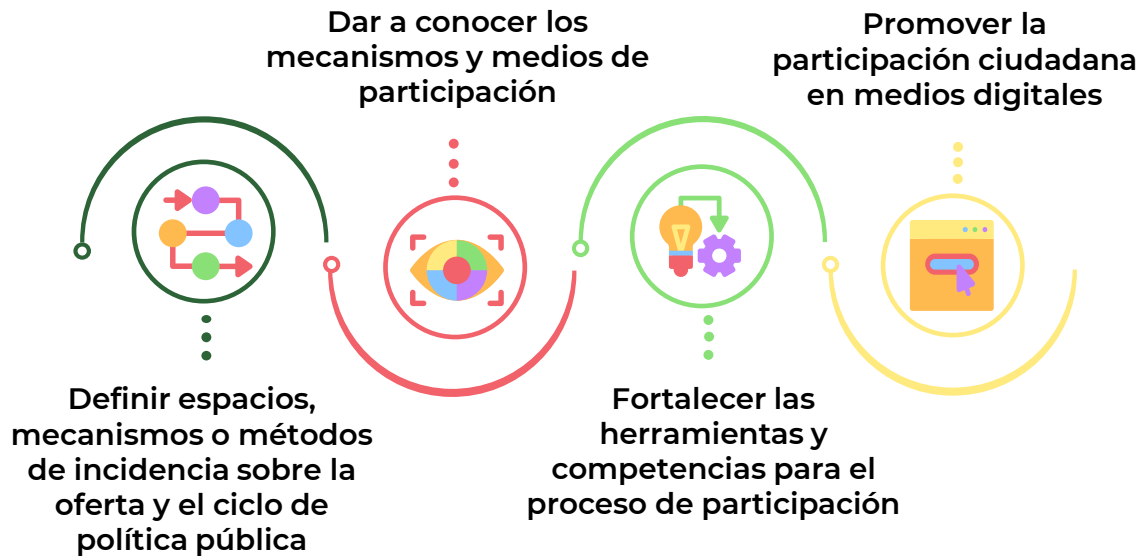 Dar a conocer los
mecanismos y medios de
participación
Promover la
participación ciudadana
en medios digitales
Definir espacios,
mecanismos o métodos
de incidencia sobre la
oferta y el ciclo de
política pública
Fortalecer las
herramientas y
competencias para el
proceso de participación